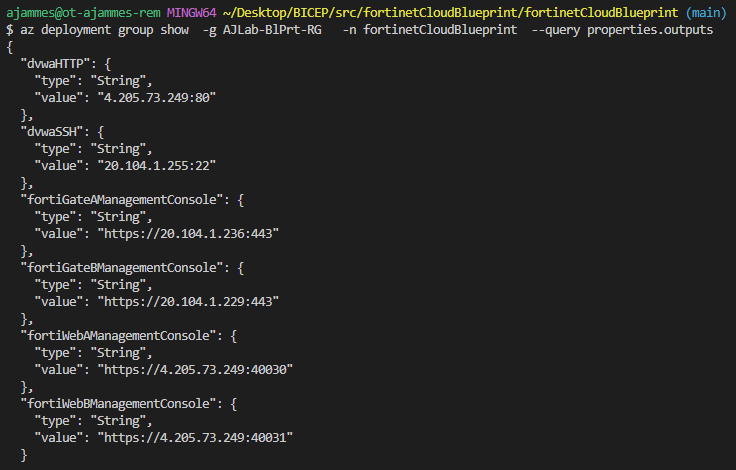 ajammes@ot-ajammes-rem MINGW64 ~/Desktop/BICEP/src/fortinetCloudBlueprint/fortinetCloudBlueprint (main)
$ az deployment group show  -g AJLab-BlPrt-RG   -n fortinetCloudBlueprint  --query properties.outputs
{
  "dvwaHTTP": {
    "type": "String",
    "value": "4.205.73.249:80"
  },
  "dvwaSSH": {
    "type": "String",
    "value": "20.104.1.255:22"
  },
  "fortiGateAManagementConsole": {
    "type": "String",
    "value": "https://20.104.1.236:443"
  },
  "fortiGateBManagementConsole": {
    "type": "String",
    "value": "https://20.104.1.229:443"
  },
  "fortiWebAManagementConsole": {
    "type": "String",
    "value": "https://4.205.73.249:40030"
  },
  "fortiWebBManagementConsole": {
    "type": "String",
    "value": "https://4.205.73.249:40031"
  }